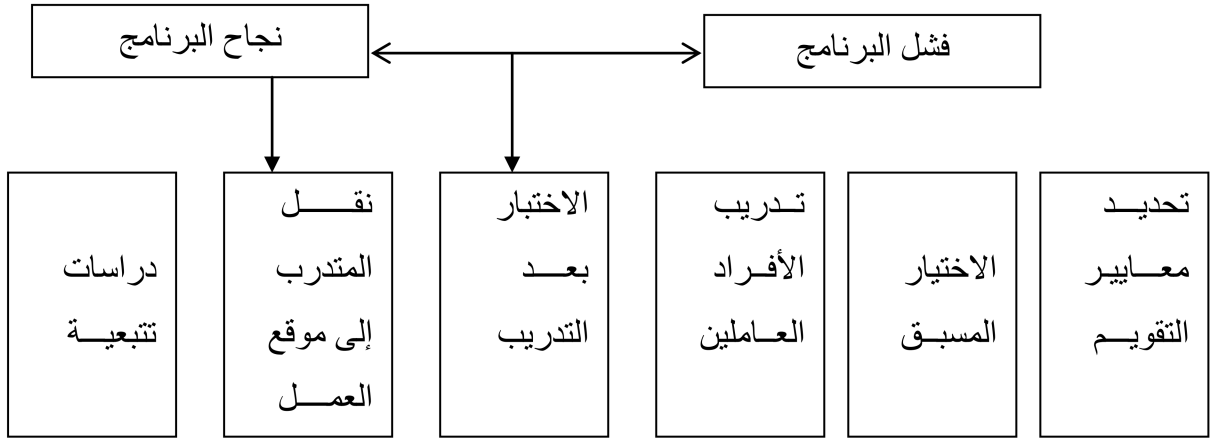 نجاح البرنامج
فشل البرنامج
تحديد
معايير
التقويم
الاختيار
المسبق
تدريب
الأفراد
العاملين
الاختبار
بعد
التدريب
نقل
المتدرب
إلى موقع
العمل
دراسات
تتبعية